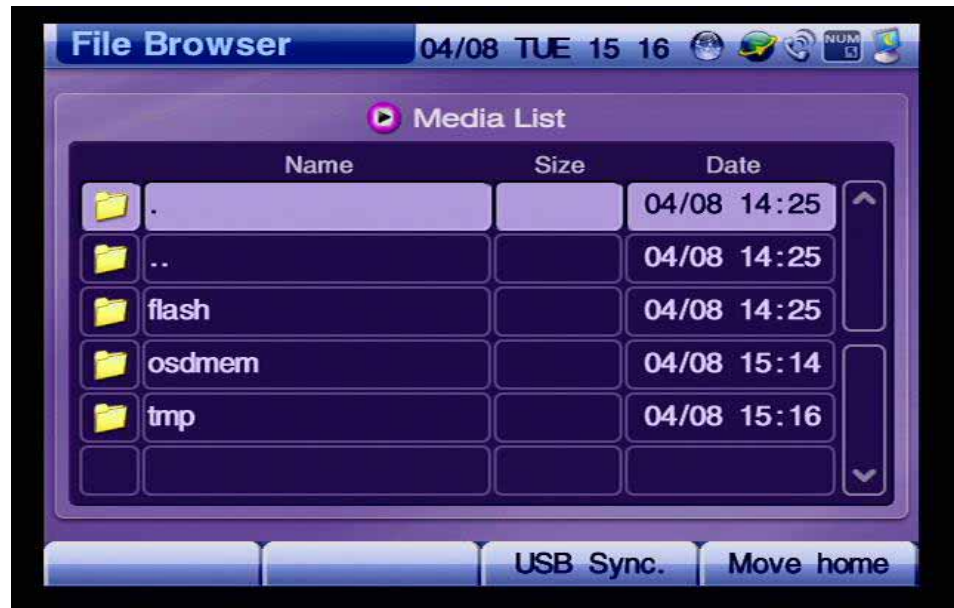 File Browser 04/08 TUE 15 16 NUM
Media List
Name Size Date
. 04/08 14:25
.. 04/08 14:25
flash 04/08 14:25
osdmem 04/08 15:14
tmp 04/08 15:16
USB Sync. Move home